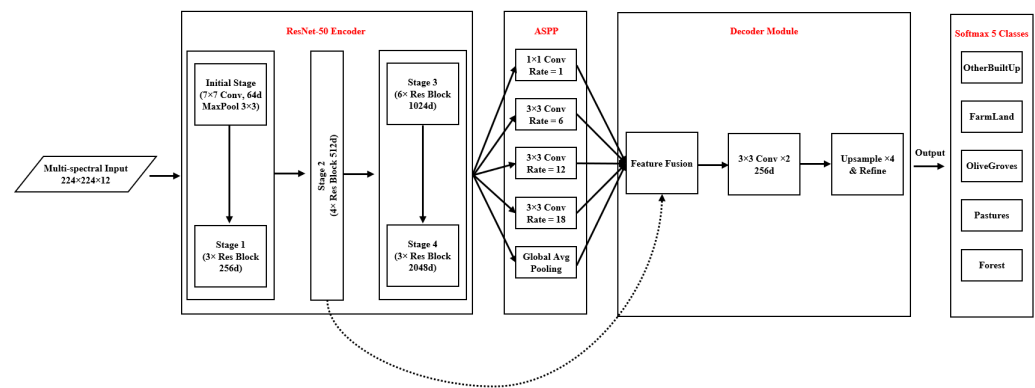 Multi-spectral Input
224×224×12
ResNet-50 Encoder
Initial Stage
(7×7 Conv, 64d
MaxPool 3×3)
Stage 1
(3× Res Block
256d)
Stage 2
(4× Res Block 512d)
Stage 3
(6× Res Block
1024d)
Stage 4
(3× Res Block
2048d)
ASPP
1×1 Conv
Rate = 1
3×3 Conv
Rate = 6
3×3 Conv
Rate = 12
3×3 Conv
Rate = 18
Global Avg
Pooling
Decoder Module
Feature Fusion
3×3 Conv ×2
256d
Upsample ×4
& Refine
Output
Softmax 5 Classes
OtherBuiltUp
FarmLand
OliveGroves
Pastures
Forest